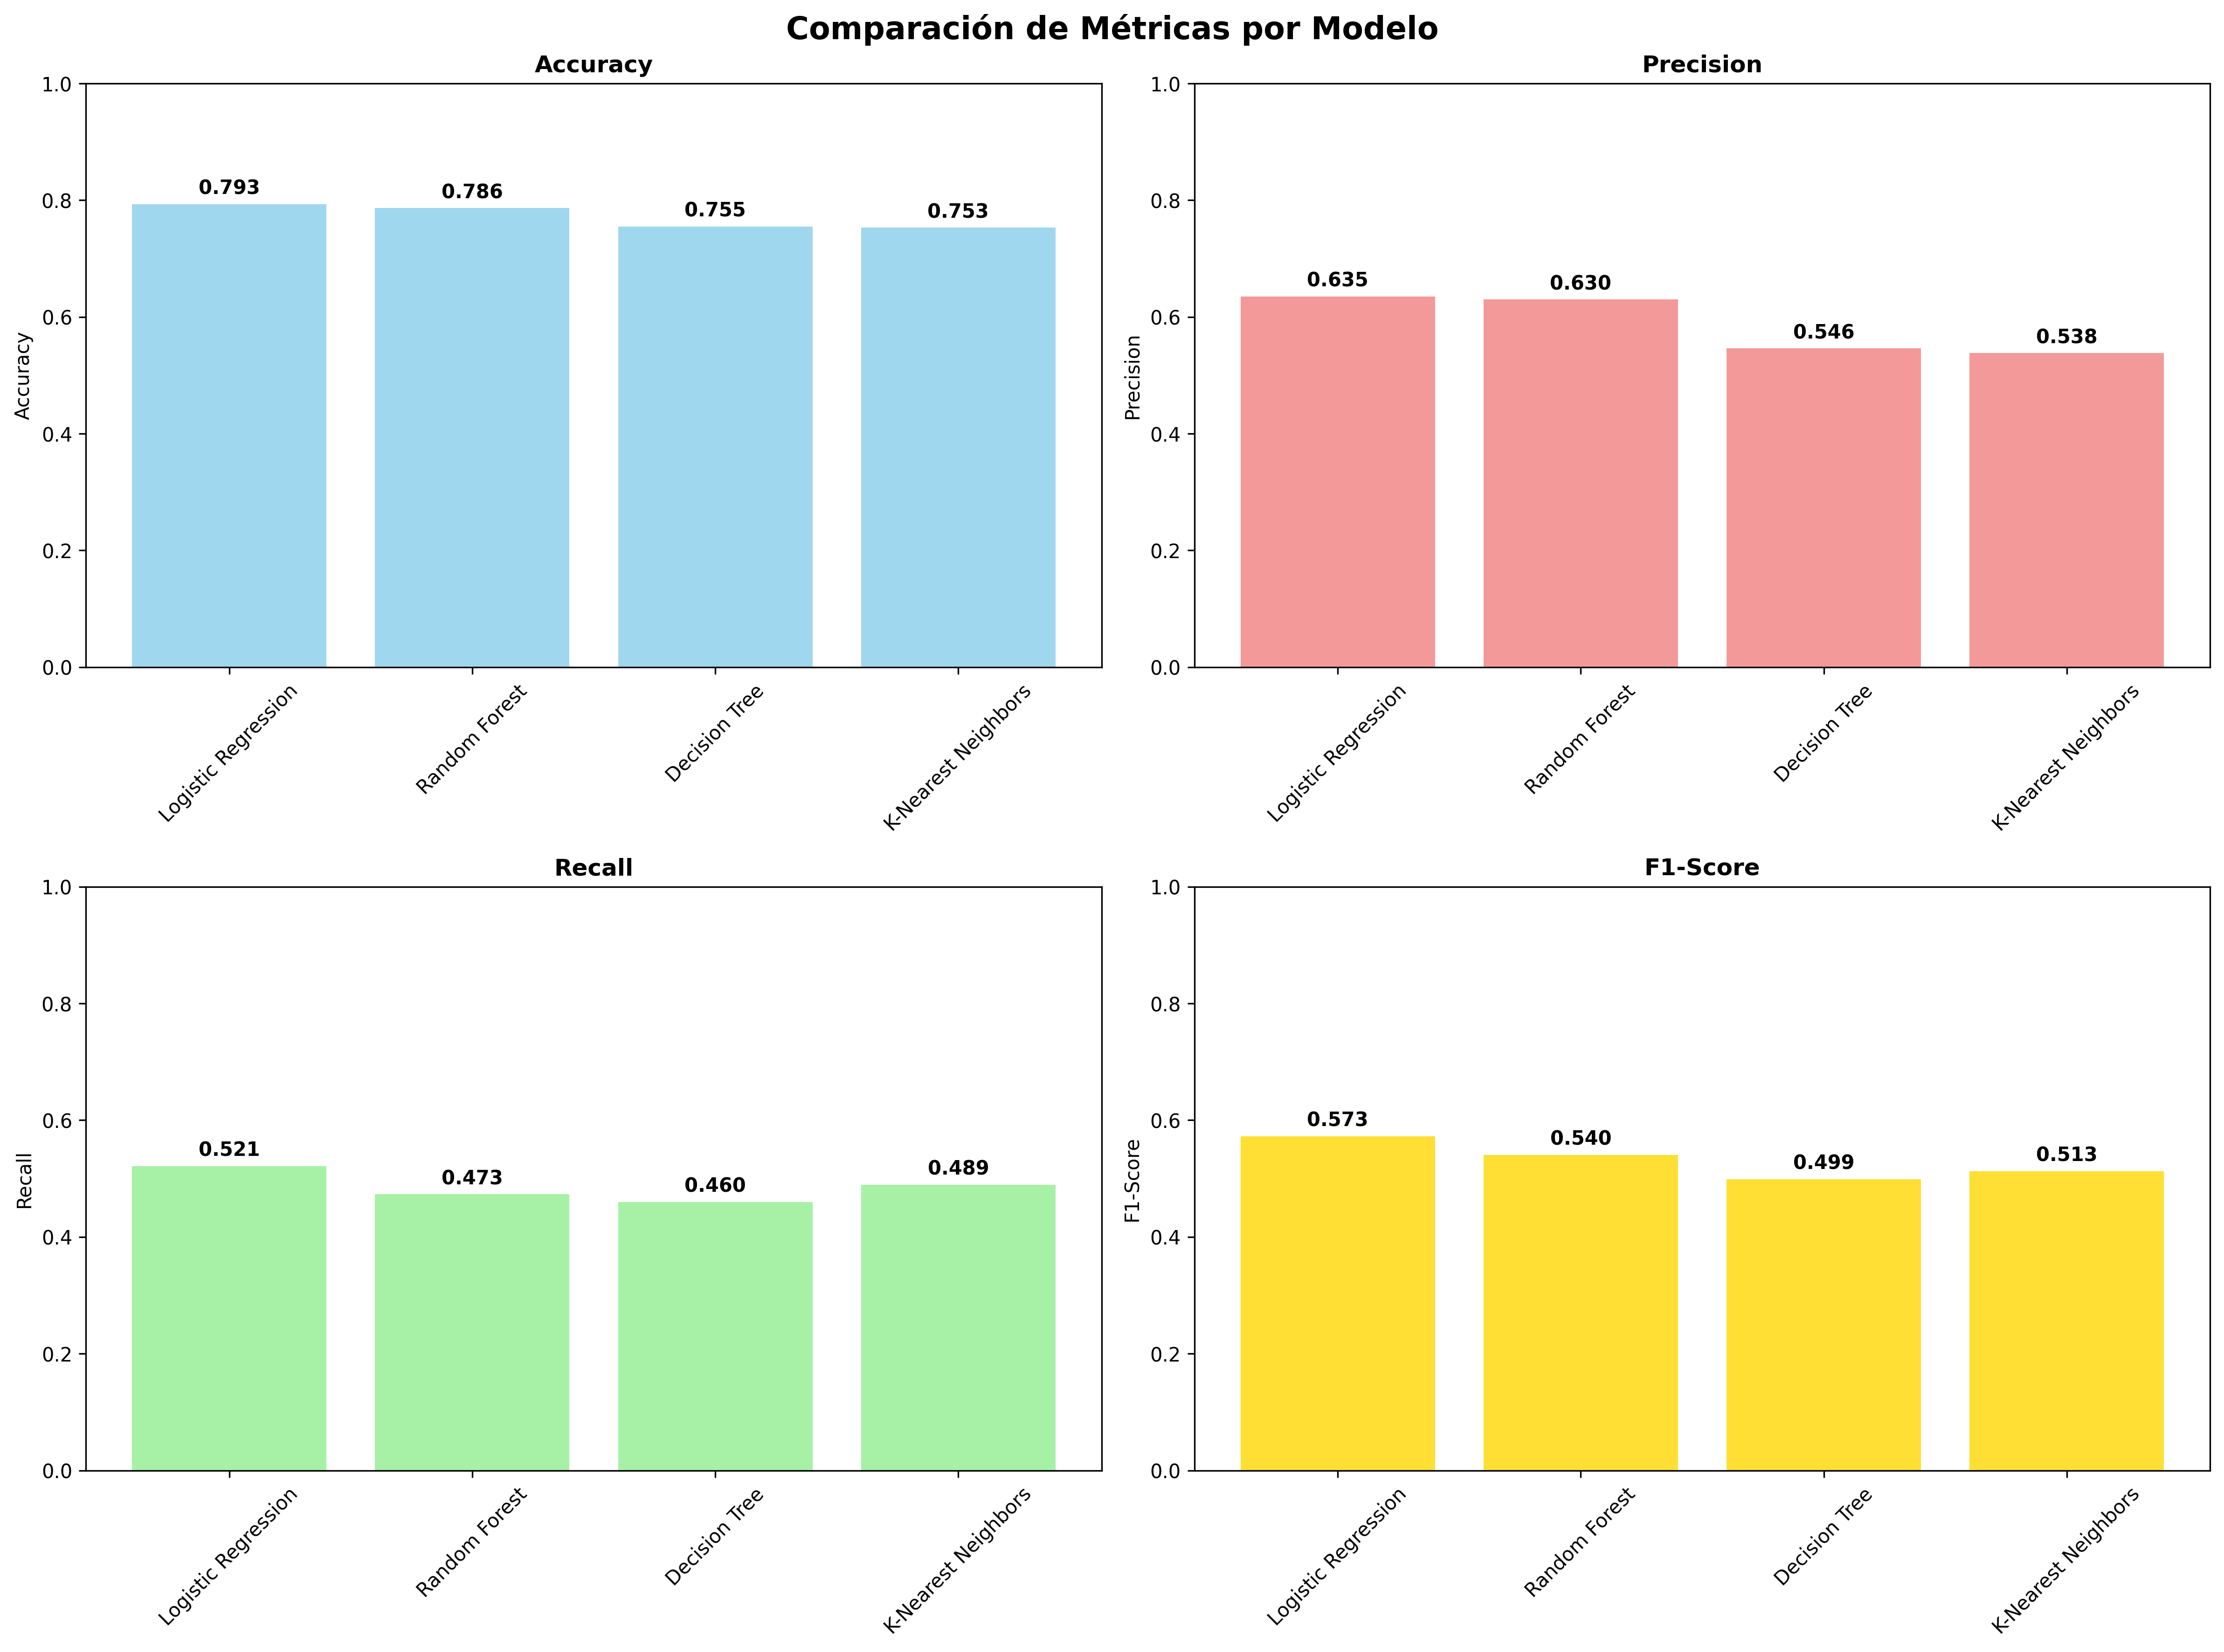 Comparación de Métricas por Modelo
Accuracy
1.0
0.8
0.6
0.4
0.2
0.0
Accuracy
0.793
0.786
0.755
0.753
Logistic Regression
Random Forest
Decision Tree
K-Nearest Neighbors
Precision
1.0
0.8
0.6
0.4
0.2
0.0
Precision
0.635
0.630
0.546
0.538
Logistic Regression
Random Forest
Decision Tree
K-Nearest Neighbors
Recall
1.0
0.8
0.6
0.4
0.2
0.0
Recall
0.521
0.473
0.460
0.489
Logistic Regression
Random Forest
Decision Tree
K-Nearest Neighbors
F1-Score
1.0
0.8
0.6
0.4
0.2
0.0
F1-Score
0.573
0.540
0.499
0.513
Logistic Regression
Random Forest
Decision Tree
K-Nearest Neighbors